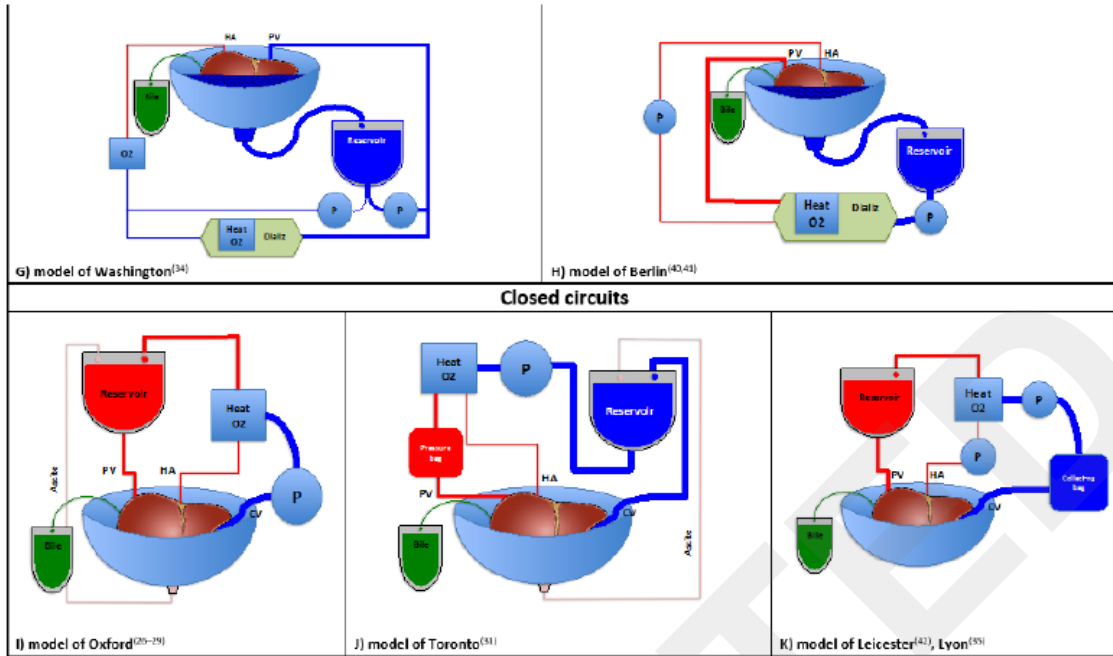 HA PV
Bile
O2
Reservoir
P
P
Heat
O2
Dializ
G) model of Washington(34)
PV HA
P
Bile
Reservoir
Heat
O2
Dializ
P
H) model of Berlin(40,41)
Closed circuits
Reservoir
Heat
O2
Ascite
PV
HA
P
CV
Bile
I) model of Oxford(26–29)
Heat
O2
P
Reservoir
Pressure
bag
PV
HA
CV
Bile
Ascite
J) model of Toronto(31)
Reservoir
Heat
O2
P
P
PV
HA
Collecting
bag
CV
Bile
K) model of Leicester(42), Lyon(35)
TED